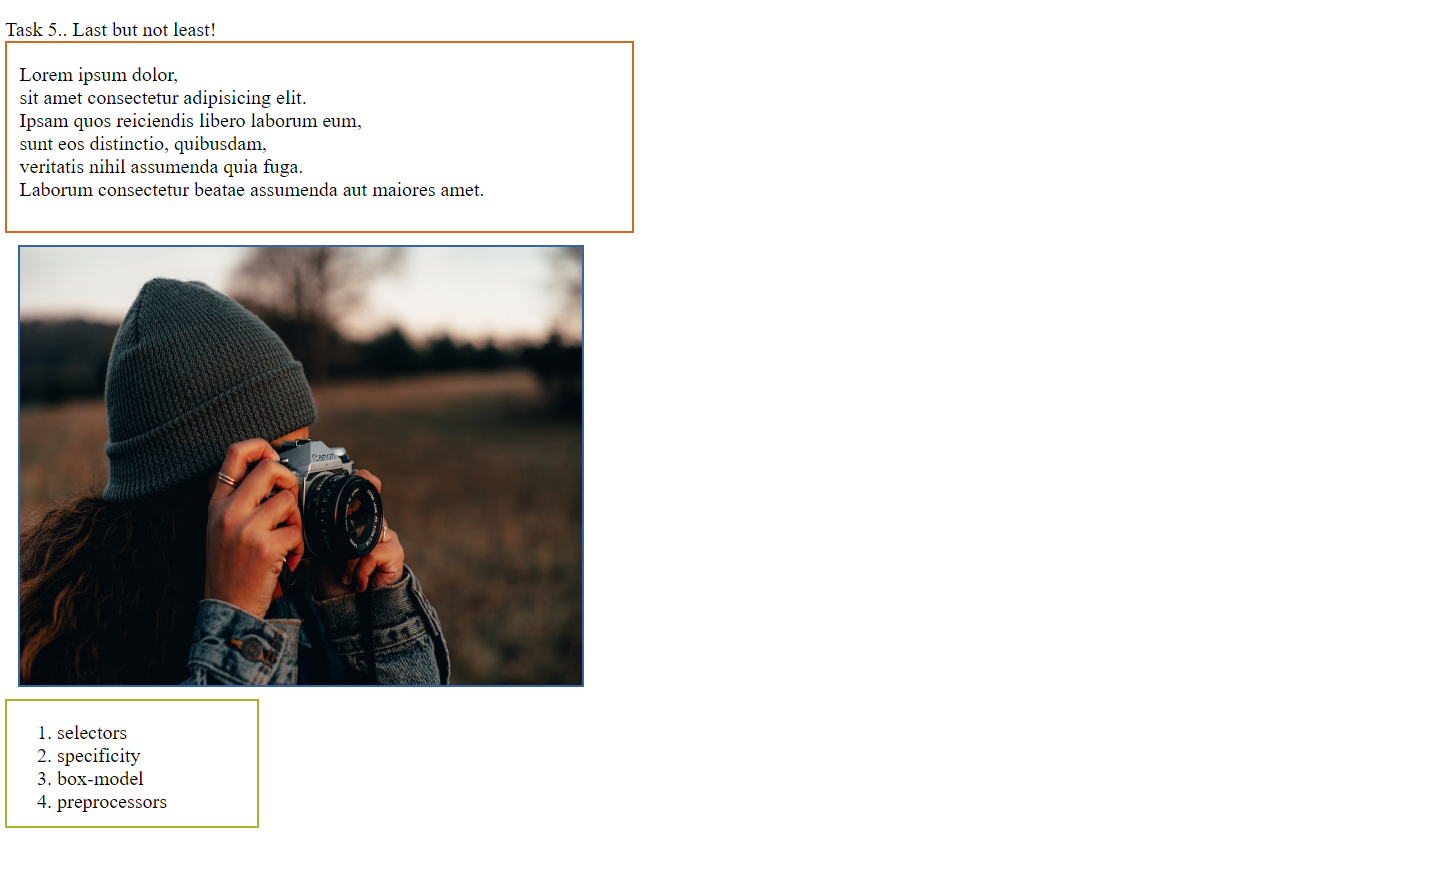 Task 5.. Last but not least!
Lorem ipsum dolor,
sit amet consectetur adipisicing elit.
Ipsam quos reiciendis libero laborum eum,
sunt eos distinctio, quibusdam,
veritatis nihil assumenda quia fuga.
Laborum consectetur beatae assumenda aut maiores amet.
Canon
1. selectors
2. specificity
3. box-model
4. preprocessors